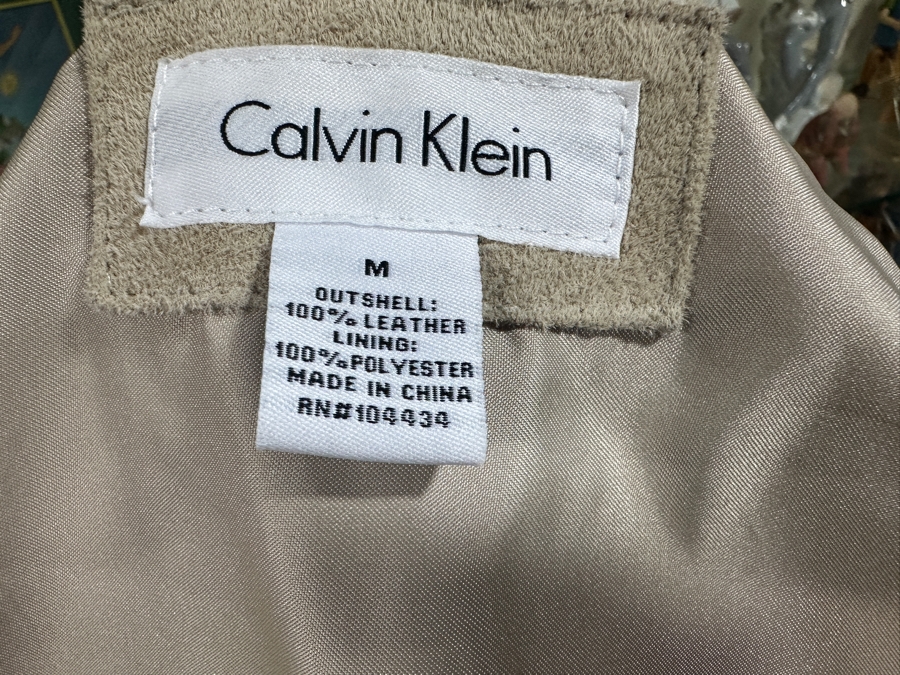 Calvin Klein
M
OUTSHELL:
100% LEATHER
LINING:
100% POLYESTER
MADE IN CHINA
RN#104434